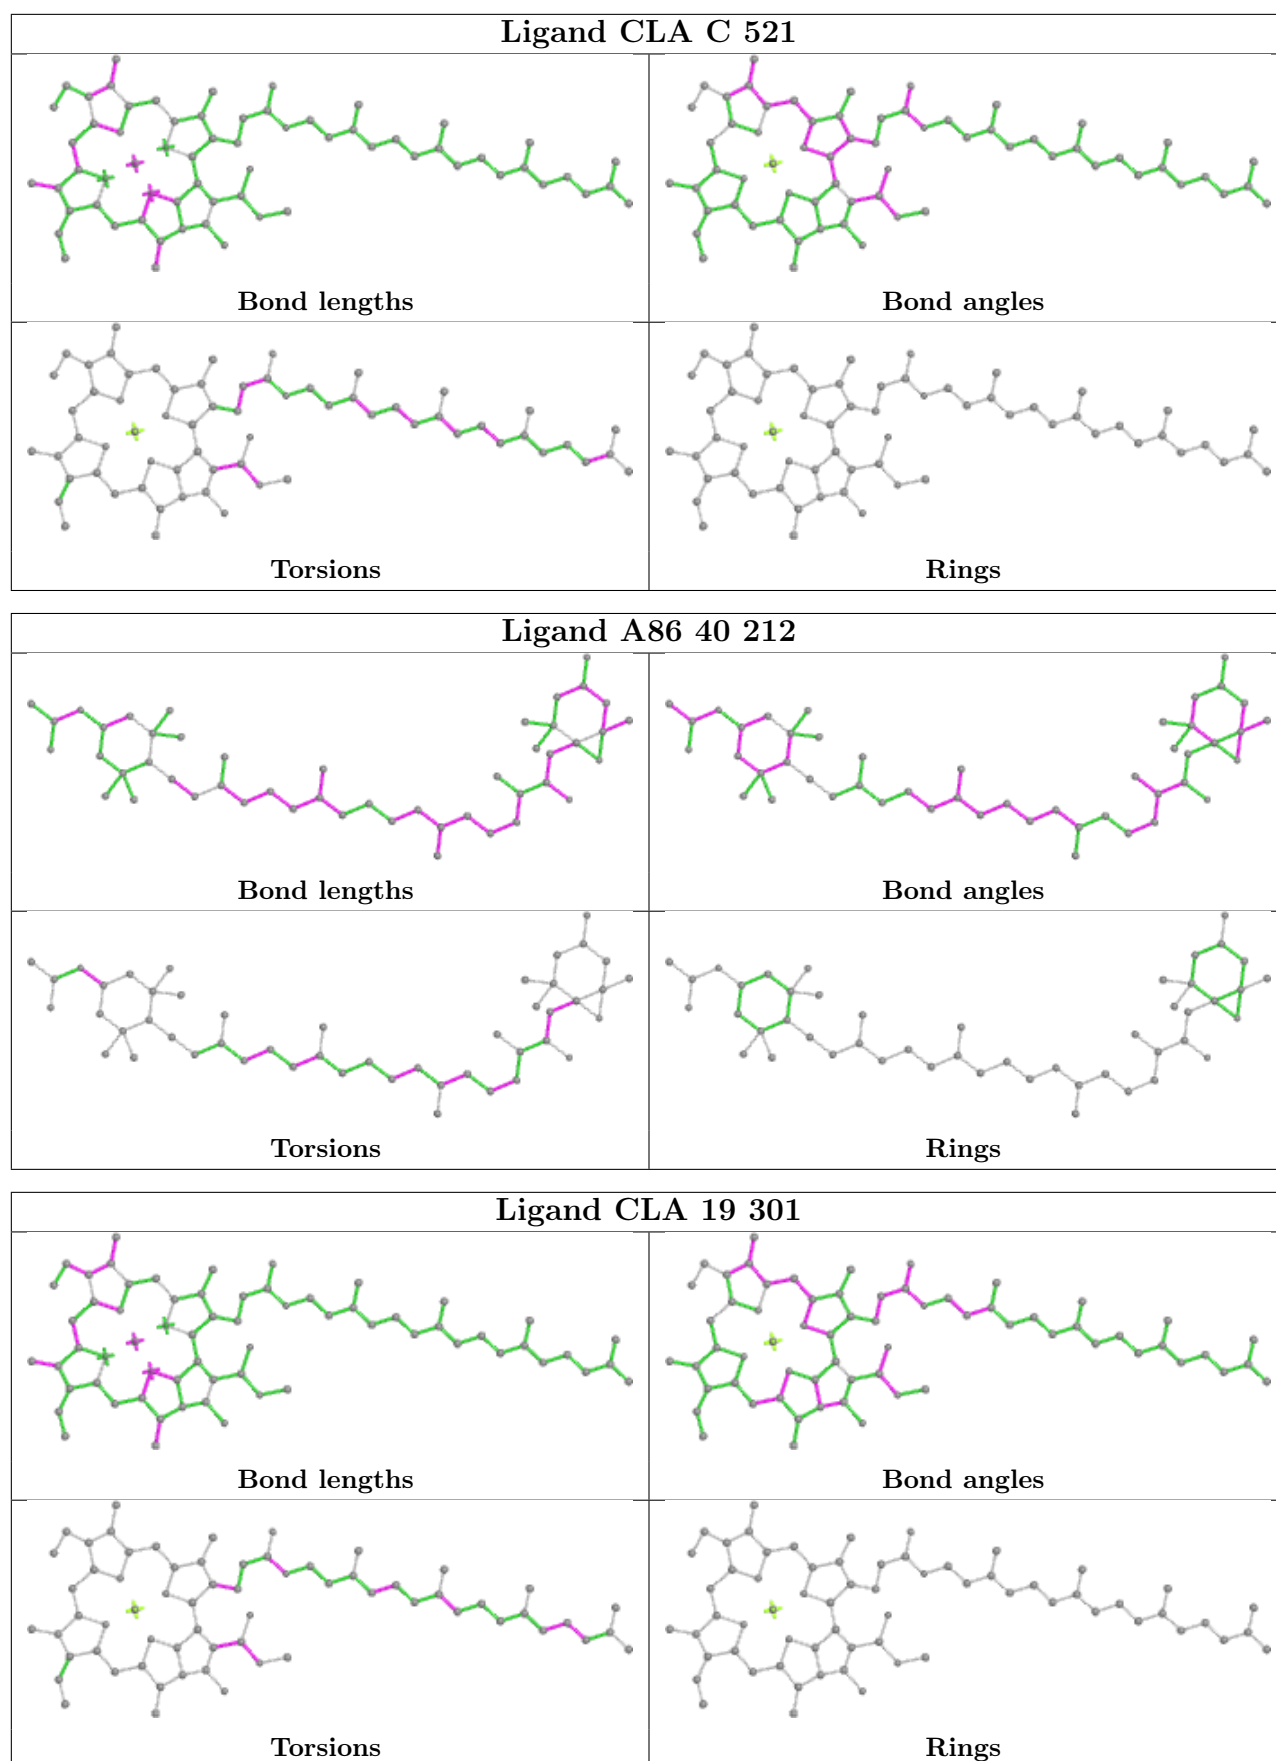 Ligand CLA C 521
Bond lengths
Bond angles
Torsions
Rings
Ligand A86 40 212
Bond lengths
Bond angles
Torsions
Rings
Ligand CLA 19 301
Bond lengths
Bond angles
Torsions
Rings